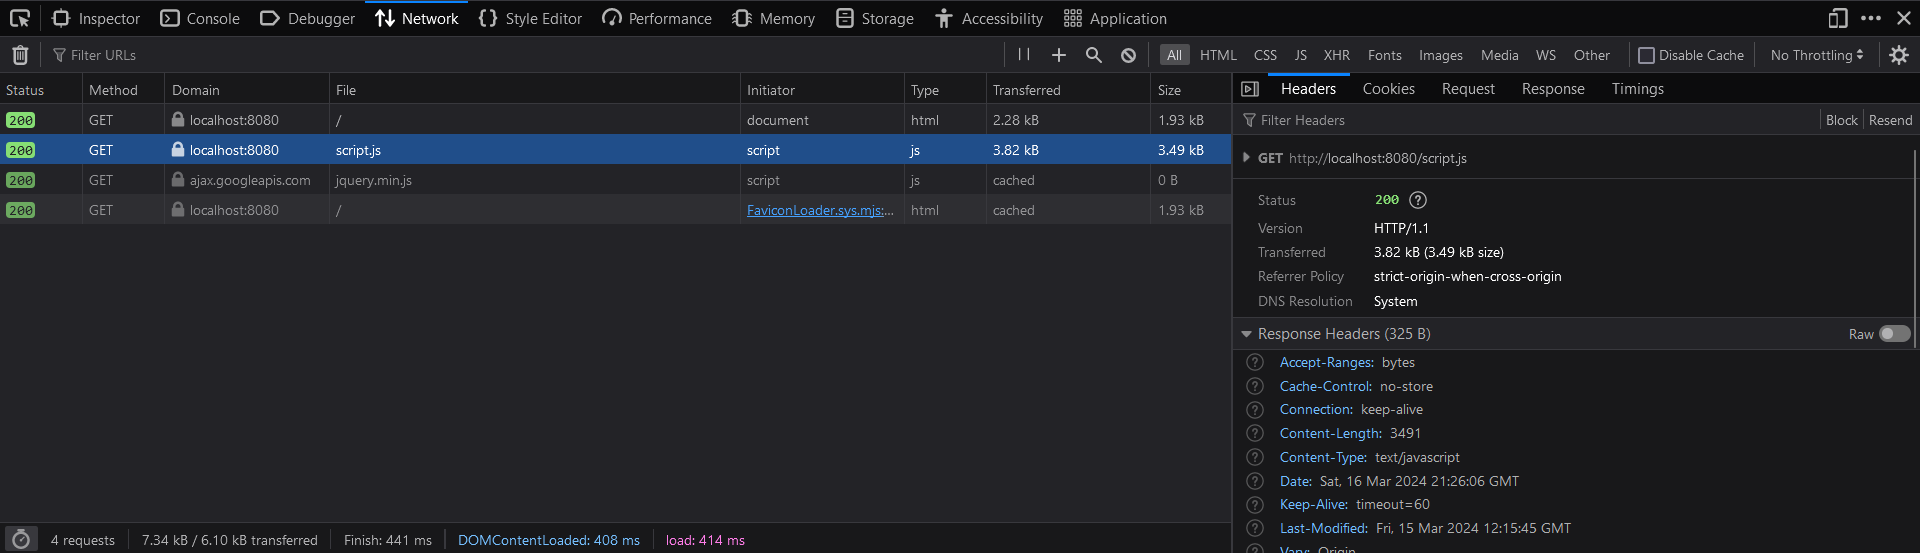 Inspector Console Debugger Network Style Editor Performance Memory Storage Accessibility Application
Filter URLs All HTML CSS JS XHR Fonts Images Media WS Other Disable Cache No Throttling
Status Method Domain File Initiator Type Transferred Size
200 GET localhost:8080 / document html 2.28 kB 1.93 kB
200 GET localhost:8080 script.js script js 3.82 kB 3.49 kB
200 GET ajax.googleapis.com jquery.min.js script js cached 0 B
200 GET localhost:8080 / FaviconLoader.sys.mjs:... html cached 1.93 kB
4 requests 7.34 kB / 6.10 kB transferred Finish: 441 ms DOMContentLoaded: 408 ms load: 414 ms
Headers Cookies Request Response Timings
Filter Headers Block Resend
GET http://localhost:8080/script.js
Status 200
Version HTTP/1.1
Transferred 3.82 kB (3.49 kB size)
Referrer Policy strict-origin-when-cross-origin
DNS Resolution System
Response Headers (325 B) Raw
Accept-Ranges: bytes
Cache-Control: no-store
Connection: keep-alive
Content-Length: 3491
Content-Type: text/javascript
Date: Sat, 16 Mar 2024 21:26:06 GMT
Keep-Alive: timeout=60
Last-Modified: Fri, 15 Mar 2024 12:15:45 GMT
Vary: Origin